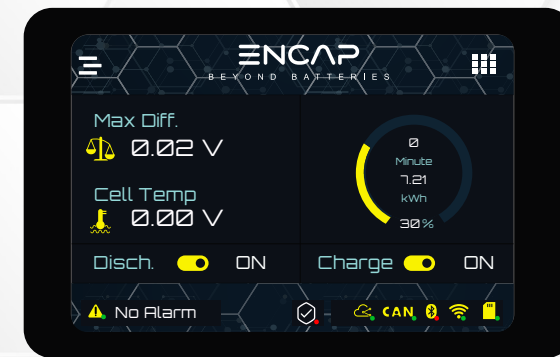 ENCAP
BEYOND BATTERIES
Max Diff.
0.02 V
Cell Temp
0.00 V
0
Minute
7.21
kWh
30%
Disch. ON
Charge ON
No Alarm
CAN